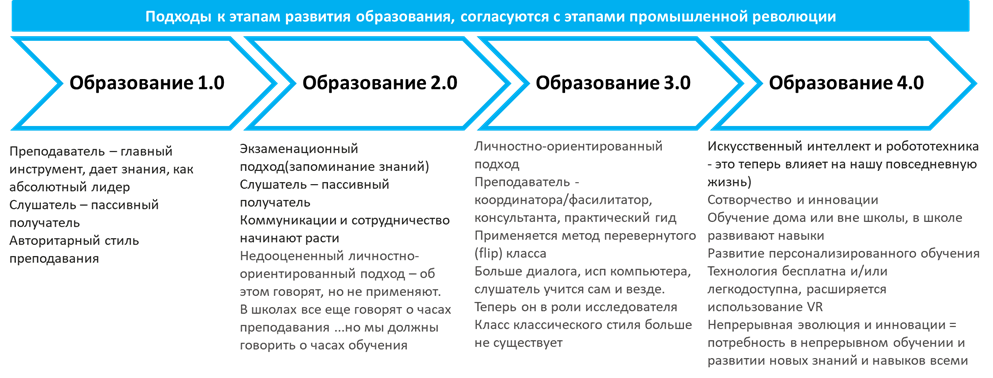 Подходы к этапам развития образования, согласуются с этапами промышленной революции
Образование 1.0
Образование 2.0
Образование 3.0
Образование 4.0
Преподаватель – главный
инструмент, дает знания, как
абсолютный лидер
Слушатель – пассивный
получатель
Авторитарный стиль
преподавания
Экзаменационный
подход(запоминание знаний)
Слушатель – пассивный
получатель
Коммуникации и сотрудничество
начинают расти
Недооцененный личностно-
ориентированный подход – об
этом говорят, но не применяют.
В школах все еще говорят о часах
преподавания ...но мы должны
говорить о часах обучения
Личностно-ориентированный
подход
Преподаватель -
координатора/фасилитатор,
консультанта, практический гид
Применяется метод перевернутого
(flip) класса
Больше диалога, исп компьютера,
слушатель учится сам и везде.
Теперь он в роли исследователя
Класс классического стиля больше
не существует
Искусственный интеллект и робототехника
- это теперь влияет на нашу повседневную
жизнь)
Сотворчество и инновации
Обучение дома или вне школы, в школе
развивают навыки
Развитие персонализированного обучения
Технология бесплатна и/или
легкодоступна, расширяется
использование VR
Непрерывная эволюция и инновации =
потребность в непрерывном обучении и
развитии новых знаний и навыков всеми